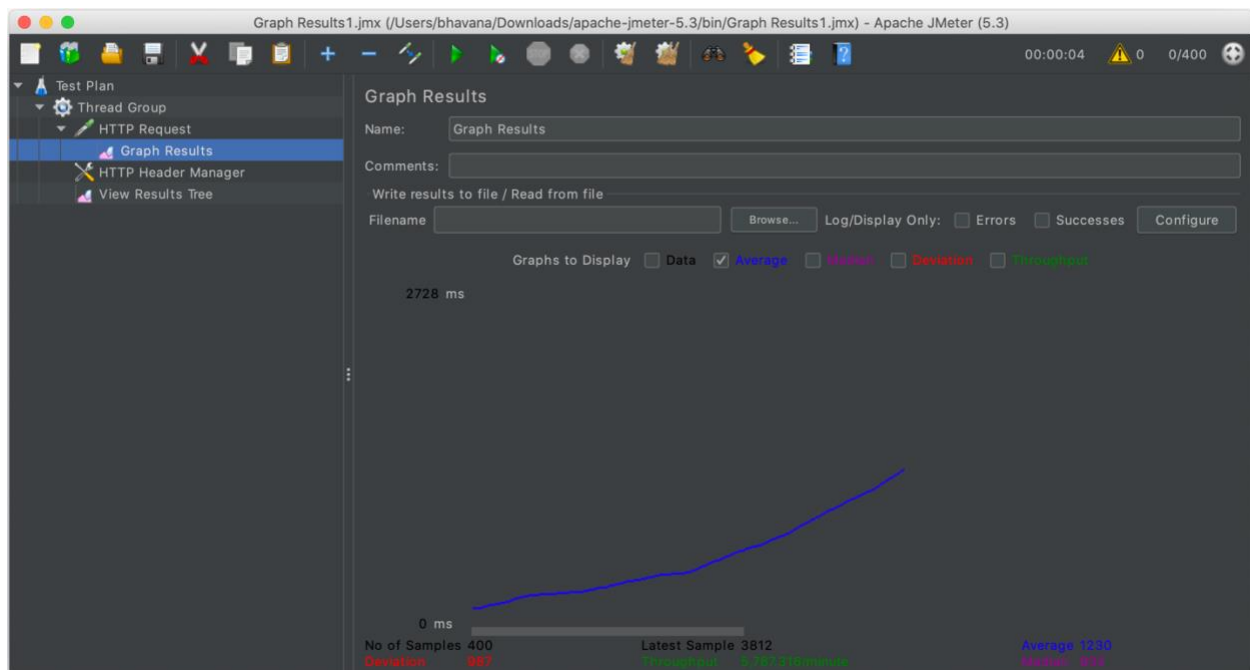 Graph Results1.jmx (/Users/bhavana/Downloads/apache-jmeter-5.3/bin/Graph Results1.jmx) - Apache JMeter (5.3)
00:00:04 0 0/400
Test Plan
Thread Group
HTTP Request
Graph Results
HTTP Header Manager
View Results Tree
Graph Results
Name: Graph Results
Comments:
Write results to file / Read from file
Filename Browse... Log/Display Only: Errors Successes Configure
Graphs to Display Data Average Median Deviation Throughput
2728 ms
0 ms
No of Samples 400 Latest Sample 3812 Average 1230
Deviation 987 Throughput Median